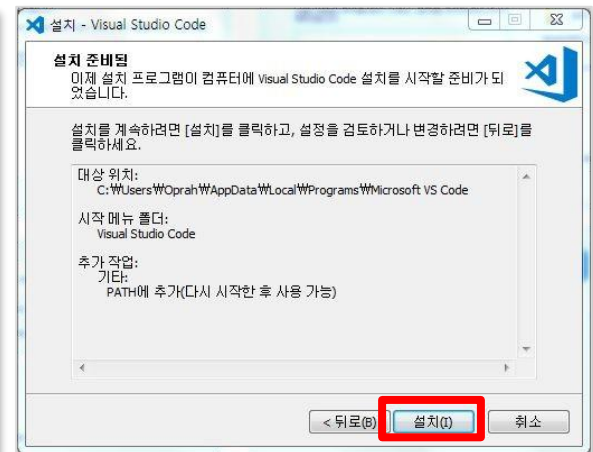 설치 - Visual Studio Code
설치 준비됨
이제 설치 프로그램이 컴퓨터에 Visual Studio Code 설치를 시작할 준비가 되
었습니다.
설치를 계속하려면 [설치]를 클릭하고, 설정을 검토하거나 변경하려면 [뒤로]를
클릭하세요.
대상 위치:
C:₩Users₩Oprah₩AppData₩Local₩Programs₩Microsoft VS Code
시작 메뉴 폴더:
Visual Studio Code
추가 작업:
기타:
PATH에 추가(다시 시작한 후 사용 가능)
< 뒤로(B) 설치(I) 취소